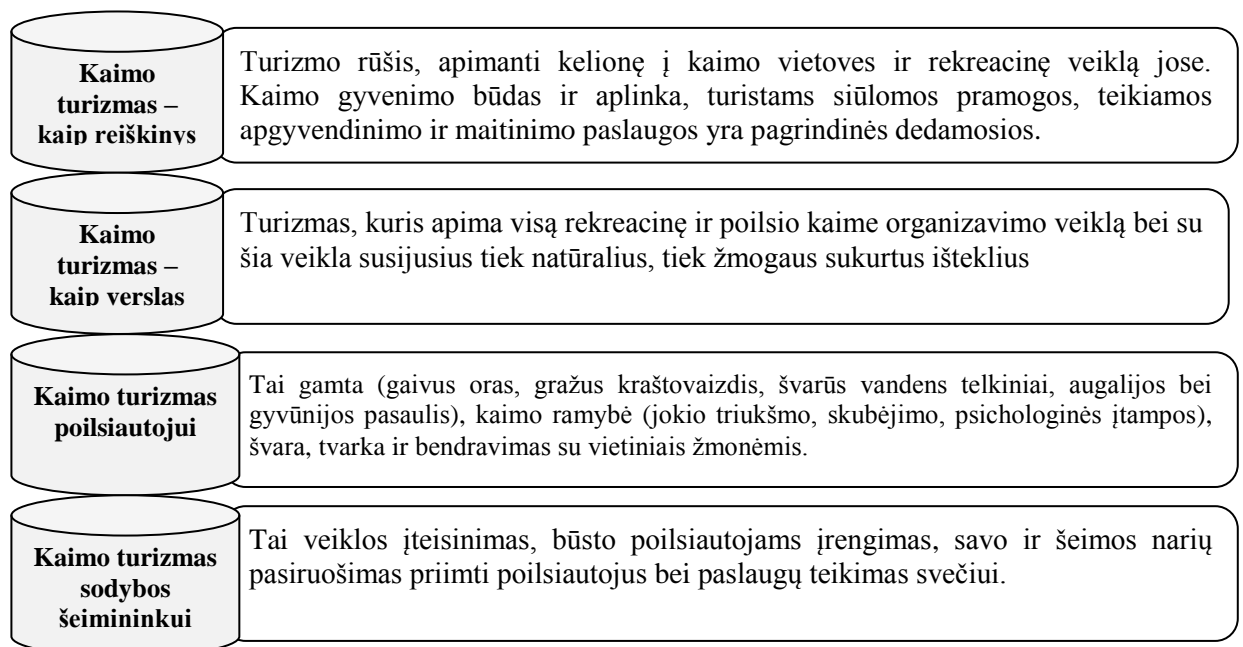 Kaimo
turizmas –
kaip reiškinys
Turizmo rūšis, apimanti kelionę į kaimo vietoves ir rekreacinę veiklą jose.
Kaimo gyvenimo būdas ir aplinka, turistams siūlomos pramogos, teikiamos
apgyvendinimo ir maitinimo paslaugos yra pagrindinės dedamosios.
Kaimo
turizmas –
kaip verslas
Turizmas, kuris apima visą rekreacinę ir poilsio kaime organizavimo veiklą bei su
šia veikla susijusius tiek natūralius, tiek žmogaus sukurtus išteklius
Kaimo turizmas
poilsiautojui
Tai gamta (gaivus oras, gražus kraštovaizdis, švarūs vandens telkiniai, augalijos bei
gyvūnijos pasaulis), kaimo ramybė (jokio triukšmo, skubėjimo, psichologinės įtampos),
švara, tvarka ir bendravimas su vietiniais žmonėmis.
Kaimo turizmas
sodybos
šeimininkui
Tai veiklos įteisinimas, būsto poilsiautojams įrengimas, savo ir šeimos narių
pasiruošimas priimti poilsiautojus bei paslaugų teikimas svečiui.